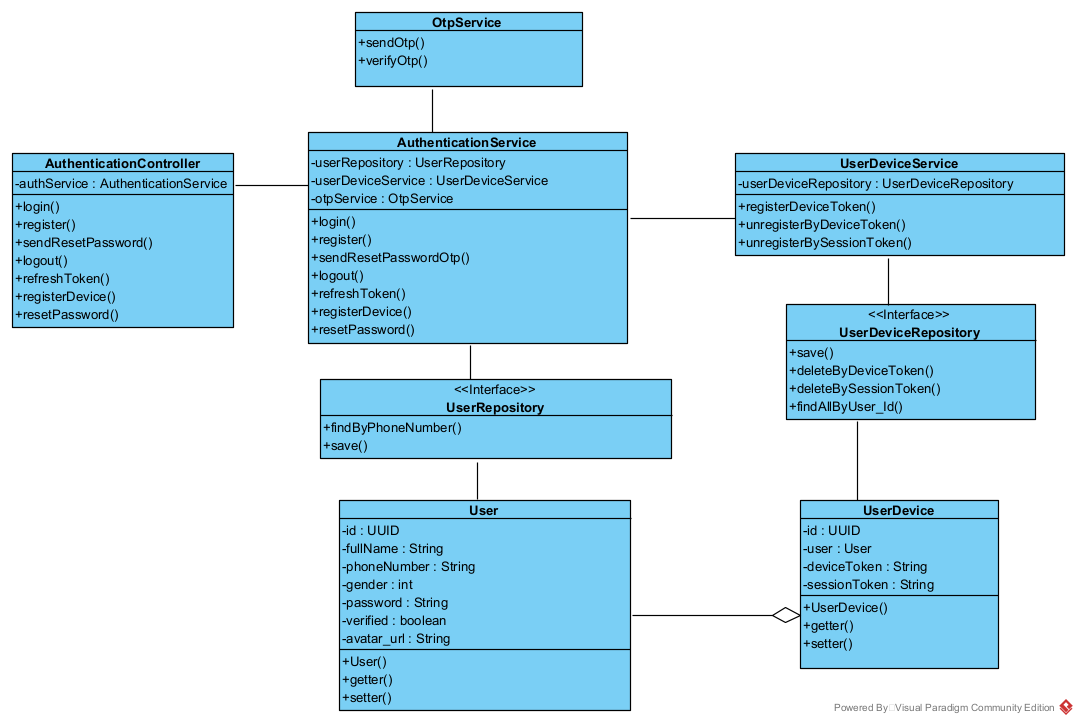 OtpService
+sendOtp()
+verifyOtp()
AuthenticationController
-authService : AuthenticationService
+login()
+register()
+sendResetPassword()
+logout()
+refreshToken()
+registerDevice()
+resetPassword()
AuthenticationService
-userRepository : UserRepository
-userDeviceService : UserDeviceService
-otpService : OtpService
+login()
+register()
+sendResetPasswordOtp()
+logout()
+refreshToken()
+registerDevice()
+resetPassword()
UserDeviceService
-userDeviceRepository : UserDeviceRepository
+registerDeviceToken()
+unregisterByDeviceToken()
+unregisterBySessionToken()
<<Interface>>
UserDeviceRepository
+save()
+deleteByDeviceToken()
+deleteBySessionToken()
+findAllByUser_Id()
<<Interface>>
UserRepository
+findByPhoneNumber()
+save()
User
-id : UUID
-fullName : String
-phoneNumber : String
-gender : int
-password : String
-verified : boolean
-avatar_url : String
+User()
+getter()
+setter()
UserDevice
-id : UUID
-user : User
-deviceToken : String
-sessionToken : String
+UserDevice()
+getter()
+setter()
Powered By Visual Paradigm Community Edition